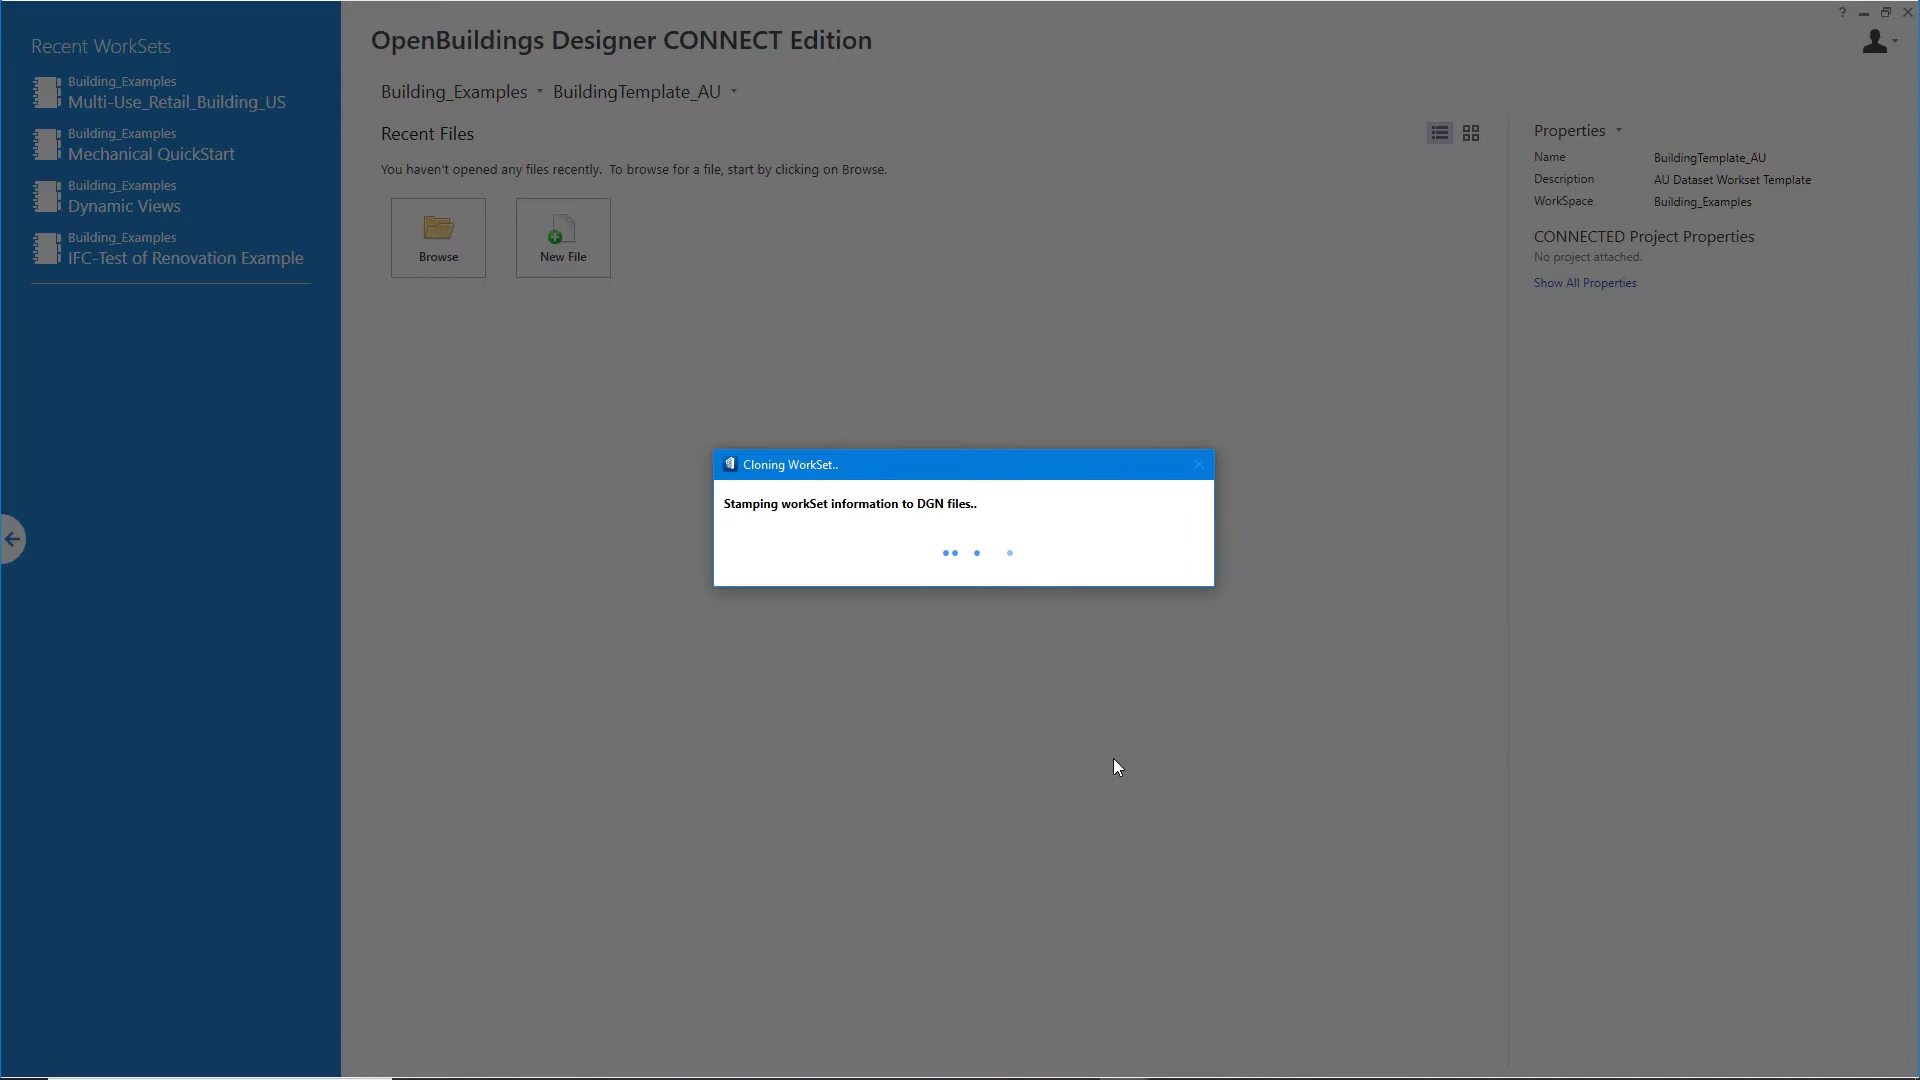 Recent WorkSets
Building_Examples
Multi-Use_Retail_Building_US
Building_Examples
Mechanical QuickStart
Building_Examples
Dynamic Views
Building_Examples
IFC-Test of Renovation Example
?
OpenBuildings Designer CONNECT Edition
Building_Examples BuildingTemplate_AU
Recent Files
You haven't opened any files recently. To browse for a file, start by clicking on Browse.
Browse
New File
Properties
Name BuildingTemplate_AU
Description AU Dataset Workset Template
WorkSpace Building_Examples
CONNECTED Project Properties
No project attached.
Show All Properties
Cloning WorkSet..
Stamping workSet information to DGN files..